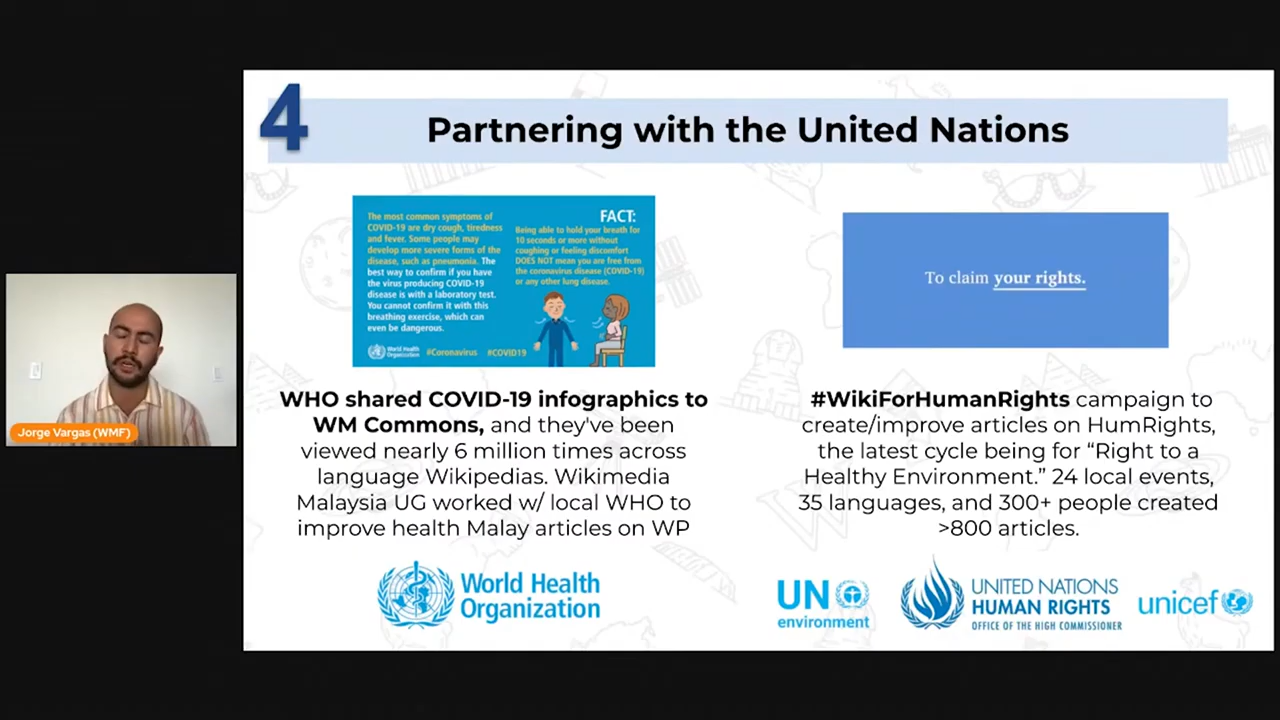 4
Partnering with the United Nations
The most common symptoms of
COVID-19 are dry cough, tiredness
and fever. Some people may
develop more severe forms of the
disease, such as pneumonia. The
best way to confirm if you have
the virus producing COVID-19
disease is with a laboratory test.
You cannot confirm it with this
breathing exercise, which can
even be dangerous.
FACT:
Being able to hold your breath for
10 seconds or more without
coughing or feeling discomfort
DOES NOT mean you are free from
the coronavirus disease (COVID-19)
or any other lung disease.
World Health
Organization
#Coronavirus #COVID19
To claim your rights.
WHO shared COVID-19 infographics to
WM Commons, and they've been
viewed nearly 6 million times across
language Wikipedias. Wikimedia
Malaysia UG worked w/ local WHO to
improve health Malay articles on WP
#WikiForHumanRights campaign to
create/improve articles on HumRights,
the latest cycle being for “Right to a
Healthy Environment.” 24 local events,
35 languages, and 300+ people created
>800 articles.
World Health
Organization
UN
environment
UNITED NATIONS
HUMAN RIGHTS
OFFICE OF THE HIGH COMMISSIONER
unicef
Jorge Vargas (WMF)